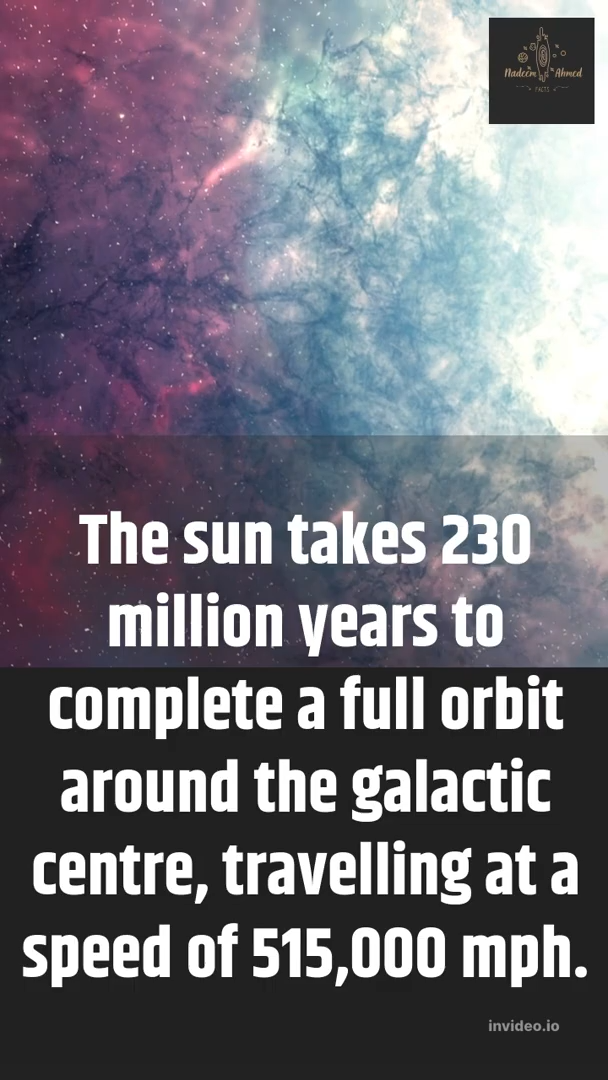 Nadeem Ahmed
FACTS
The sun takes 230
million years to
complete a full orbit
around the galactic
centre, travelling at a
speed of 515,000 mph.
invideo.io